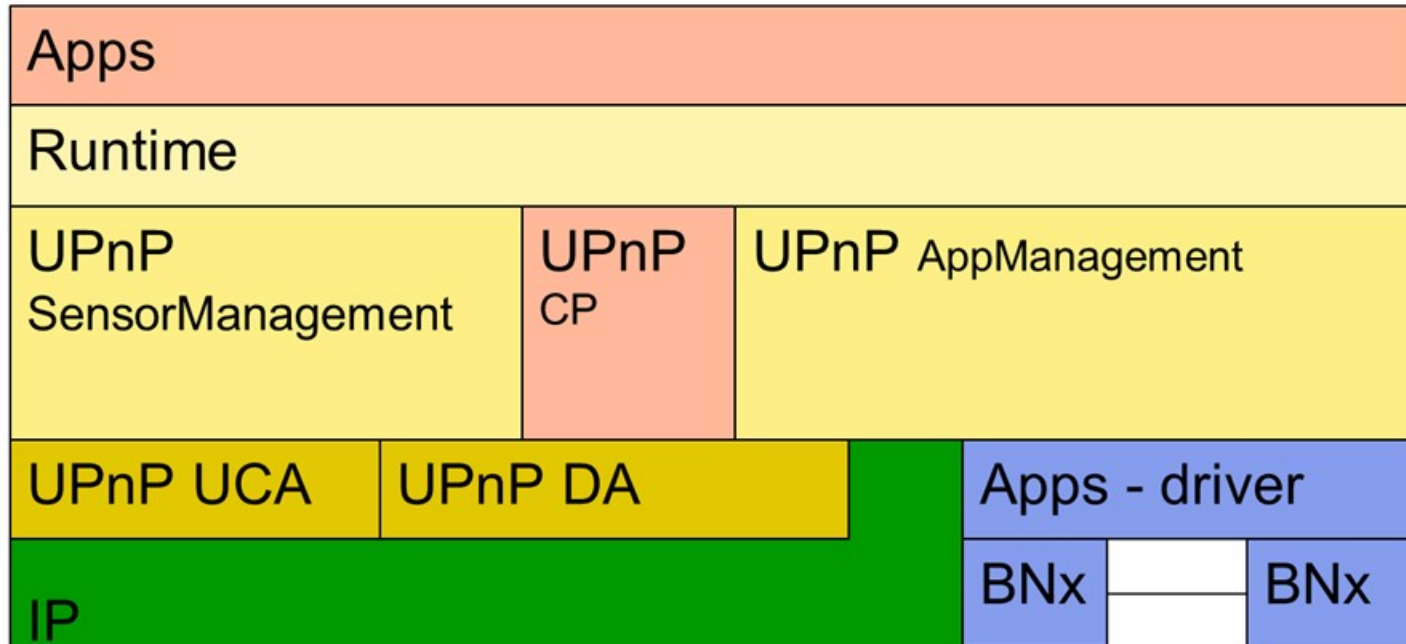 Apps
Runtime
UPnP
SensorManagement
UPnP
CP
UPnP AppManagement
UPnP UCA
UPnP DA
Apps - driver
BNx
BNx
IP